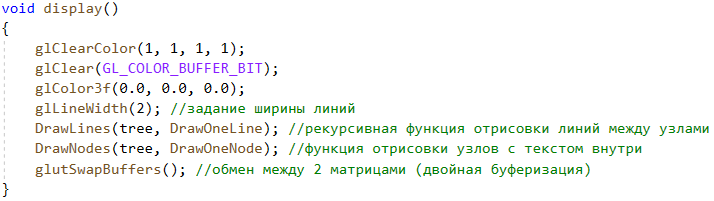 void display()
{
glClearColor(1, 1, 1, 1);
glClear(GL_COLOR_BUFFER_BIT);
glColor3f(0.0, 0.0, 0.0);
glLineWidth(2); //задание ширины линий
DrawLines(tree, DrawOneLine); //рекурсивная функция отрисовки линий между узлами
DrawNodes(tree, DrawOneNode); //функция отрисовки узлов с текстом внутри
glutSwapBuffers(); //обмен между 2 матрицами (двойная буферизация)
}